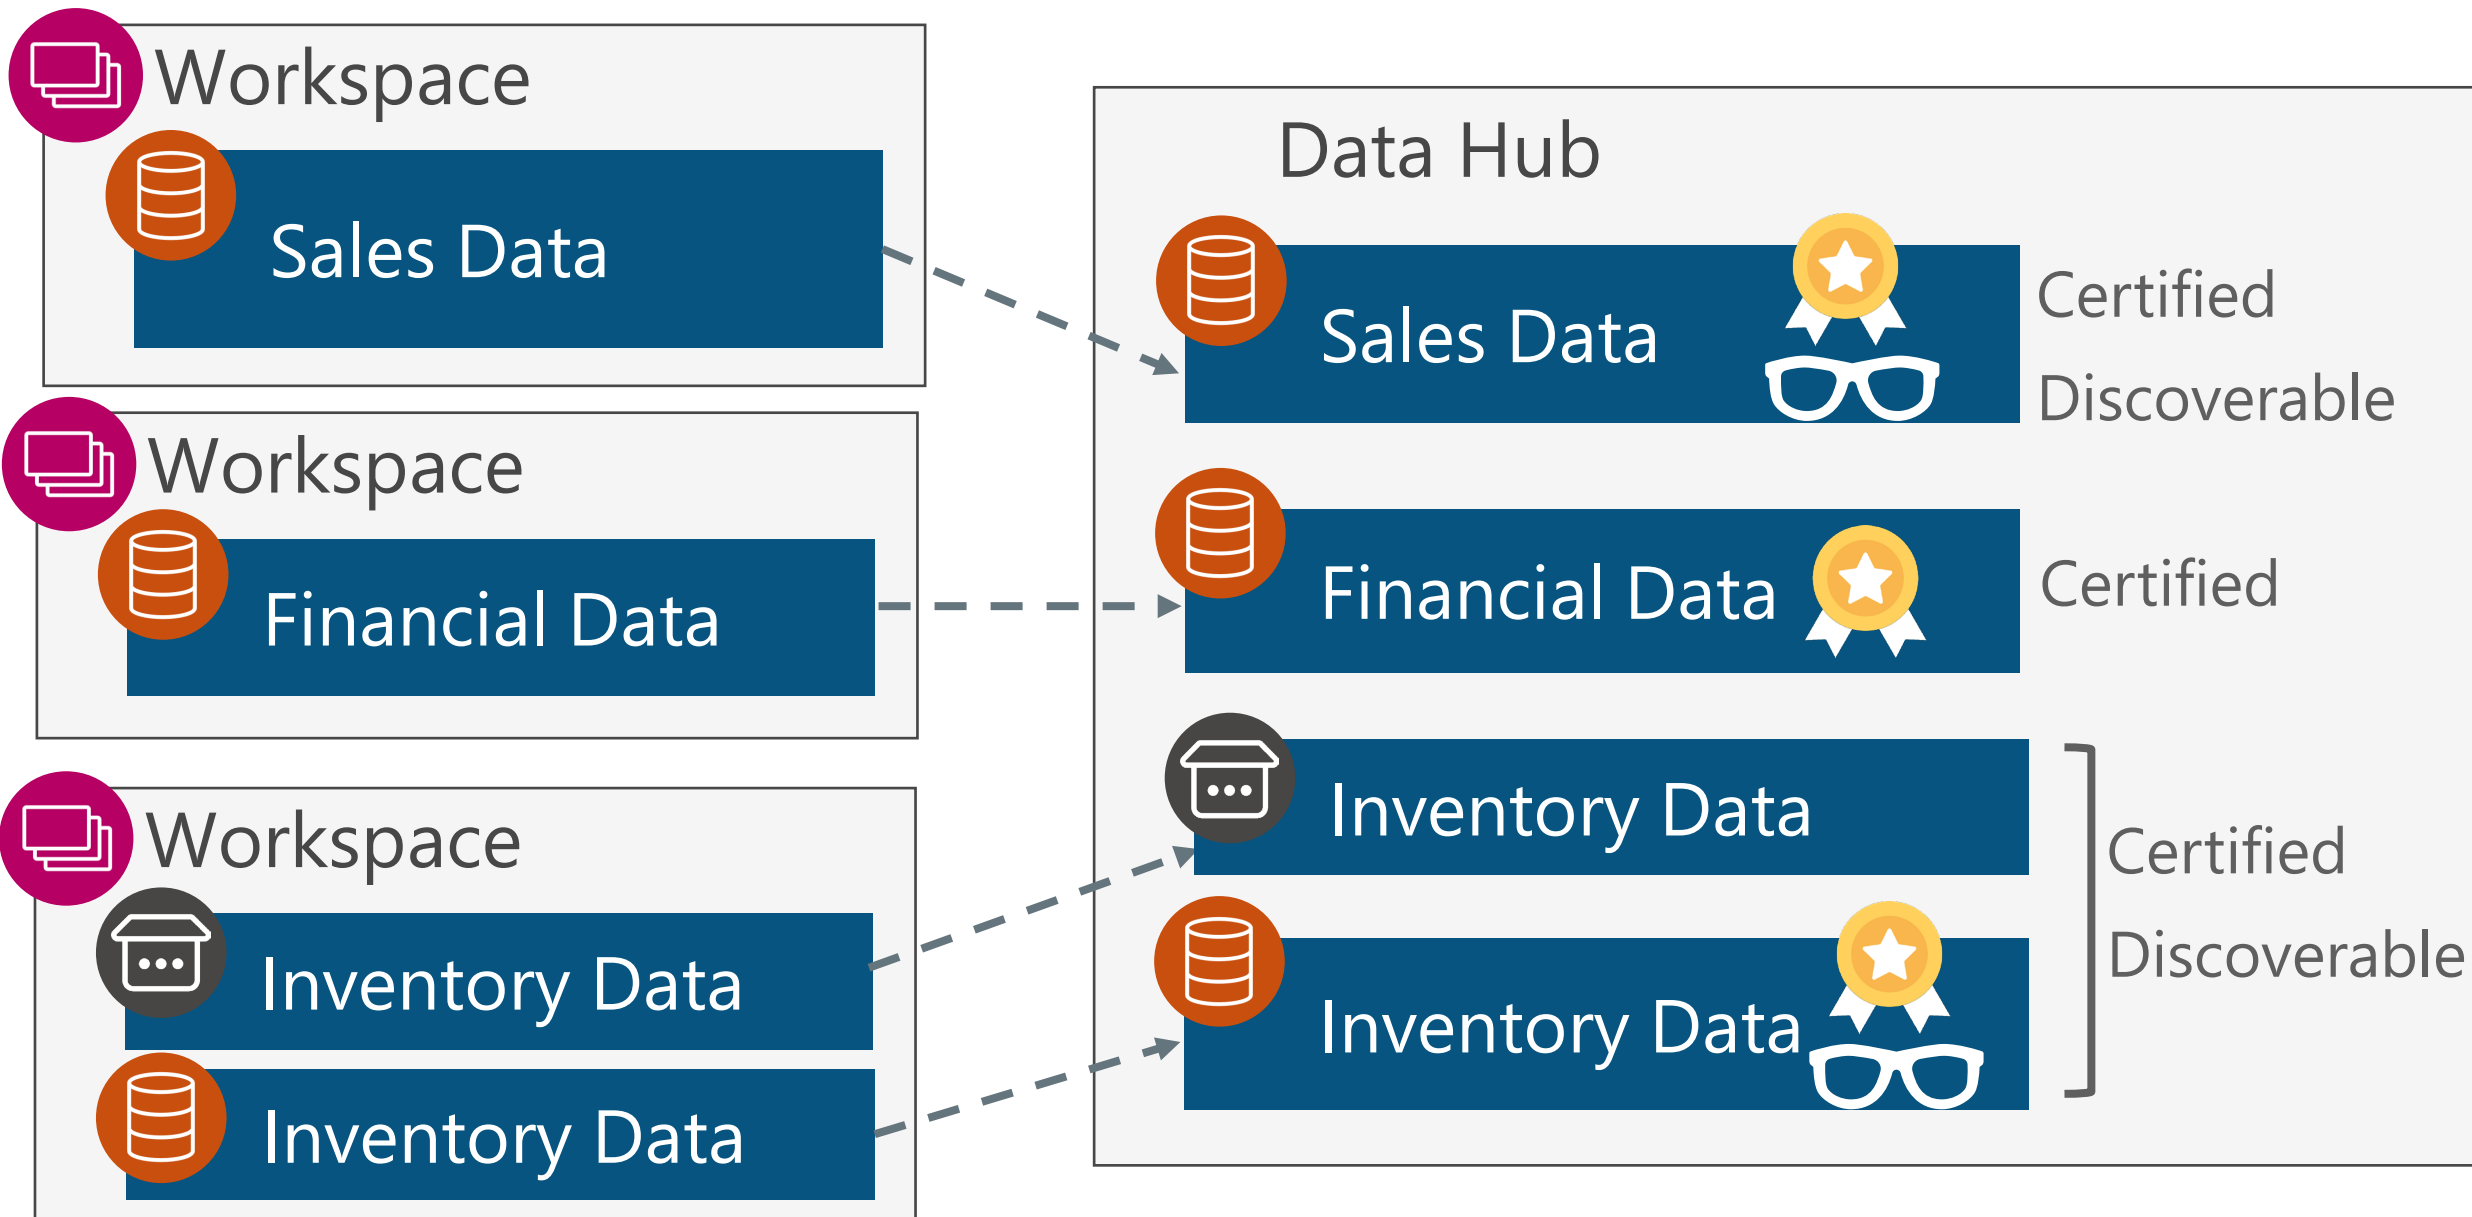 Workspace
Sales Data
Workspace
Financial Data
Workspace
Inventory Data
Inventory Data
Data Hub
Sales Data
Certified
Discoverable
Financial Data
Certified
Inventory Data
Inventory Data
Certified
Discoverable